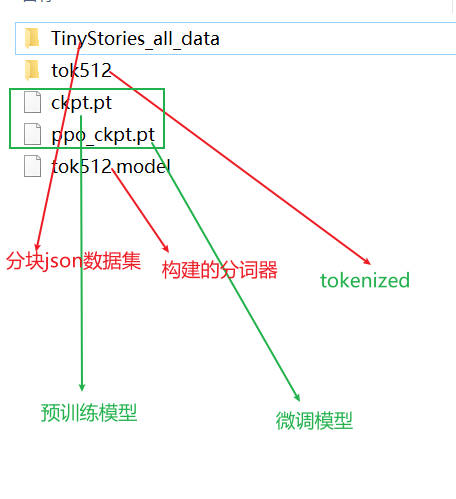 TinyStories_all_data
tok512
ckpt.pt
ppo_ckpt.pt
tok512.model
分块json数据集
构建的分词器
tokenized
预训练模型
微调模型